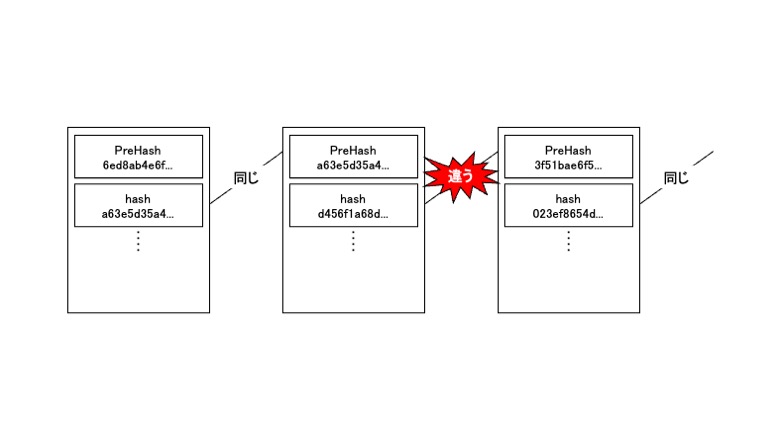 PreHash
6ed8ab4e6f...
hash
a63e5d35a4...
同じ
PreHash
a63e5d35a4...
hash
d456f1a68d...
違う
PreHash
3f51bae6f5...
hash
023ef8654d...
同じ